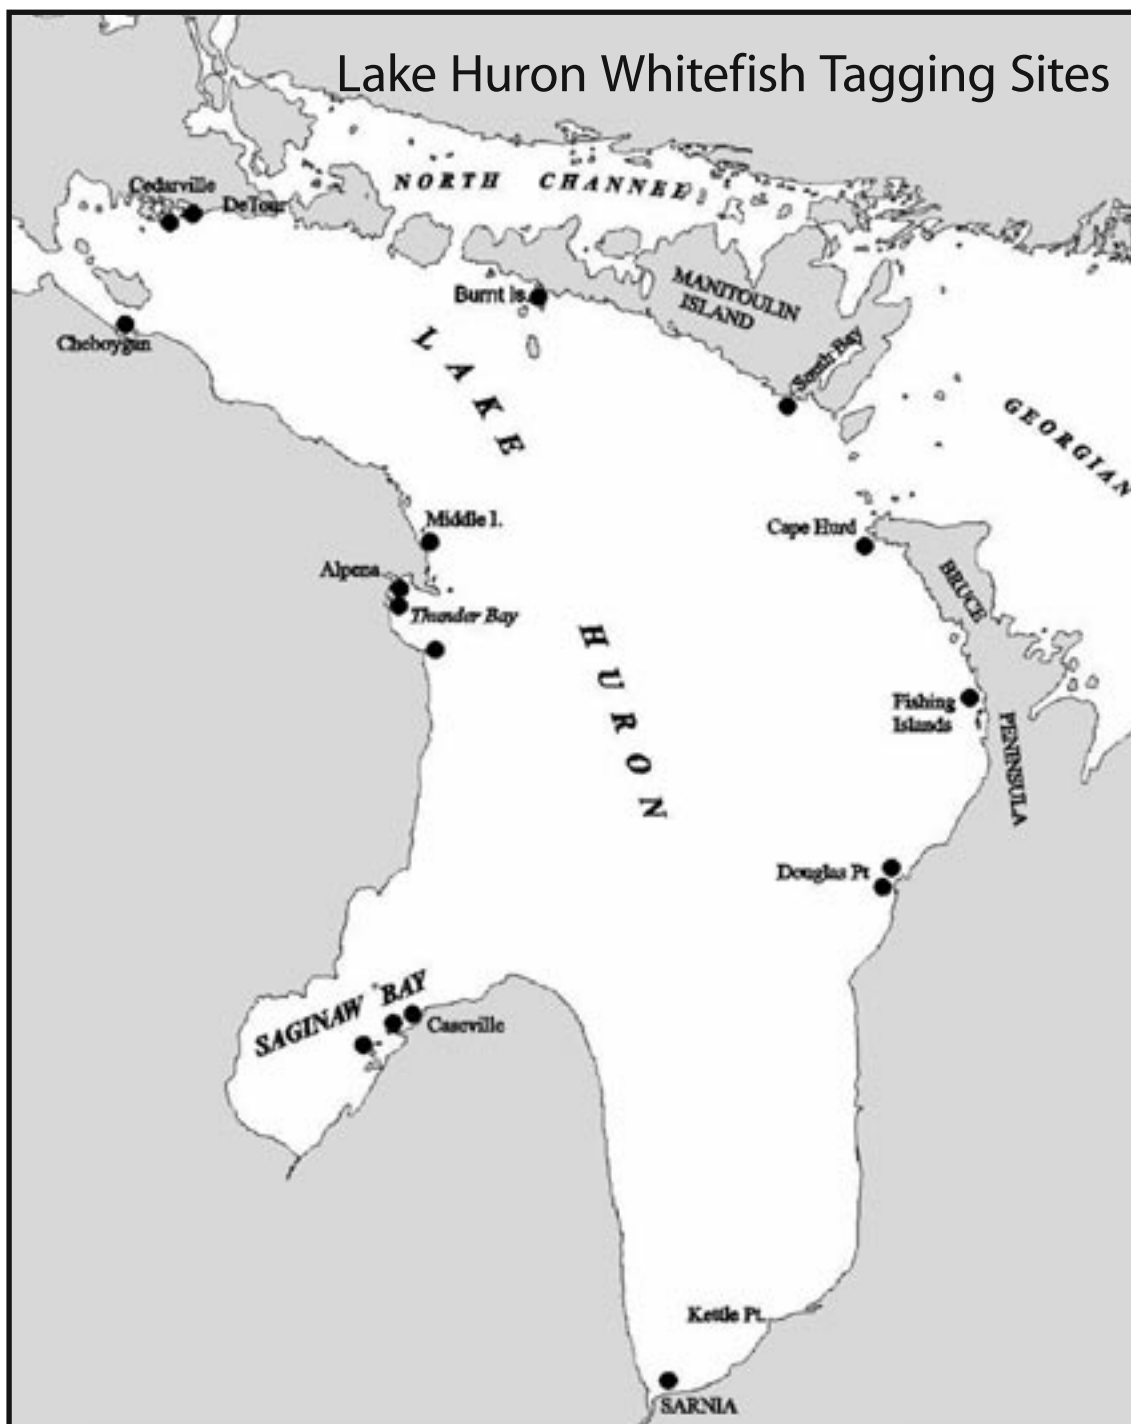 Lake Huron Whitefish Tagging Sites
NORTH CHANNEL
Cedarville
DeTour
MANITOULIN
ISLAND
Burnt Is.
Cheboygan
South Bay
LAKE
GEORGIAN
Middle I.
Cape Hurd
Alpena
BRUCE
Thunder Bay
HURON
Fishing
Islands
PENINSULA
Douglas Pt
SAGINAW BAY
Caseville
Kettle Pt.
SARNIA